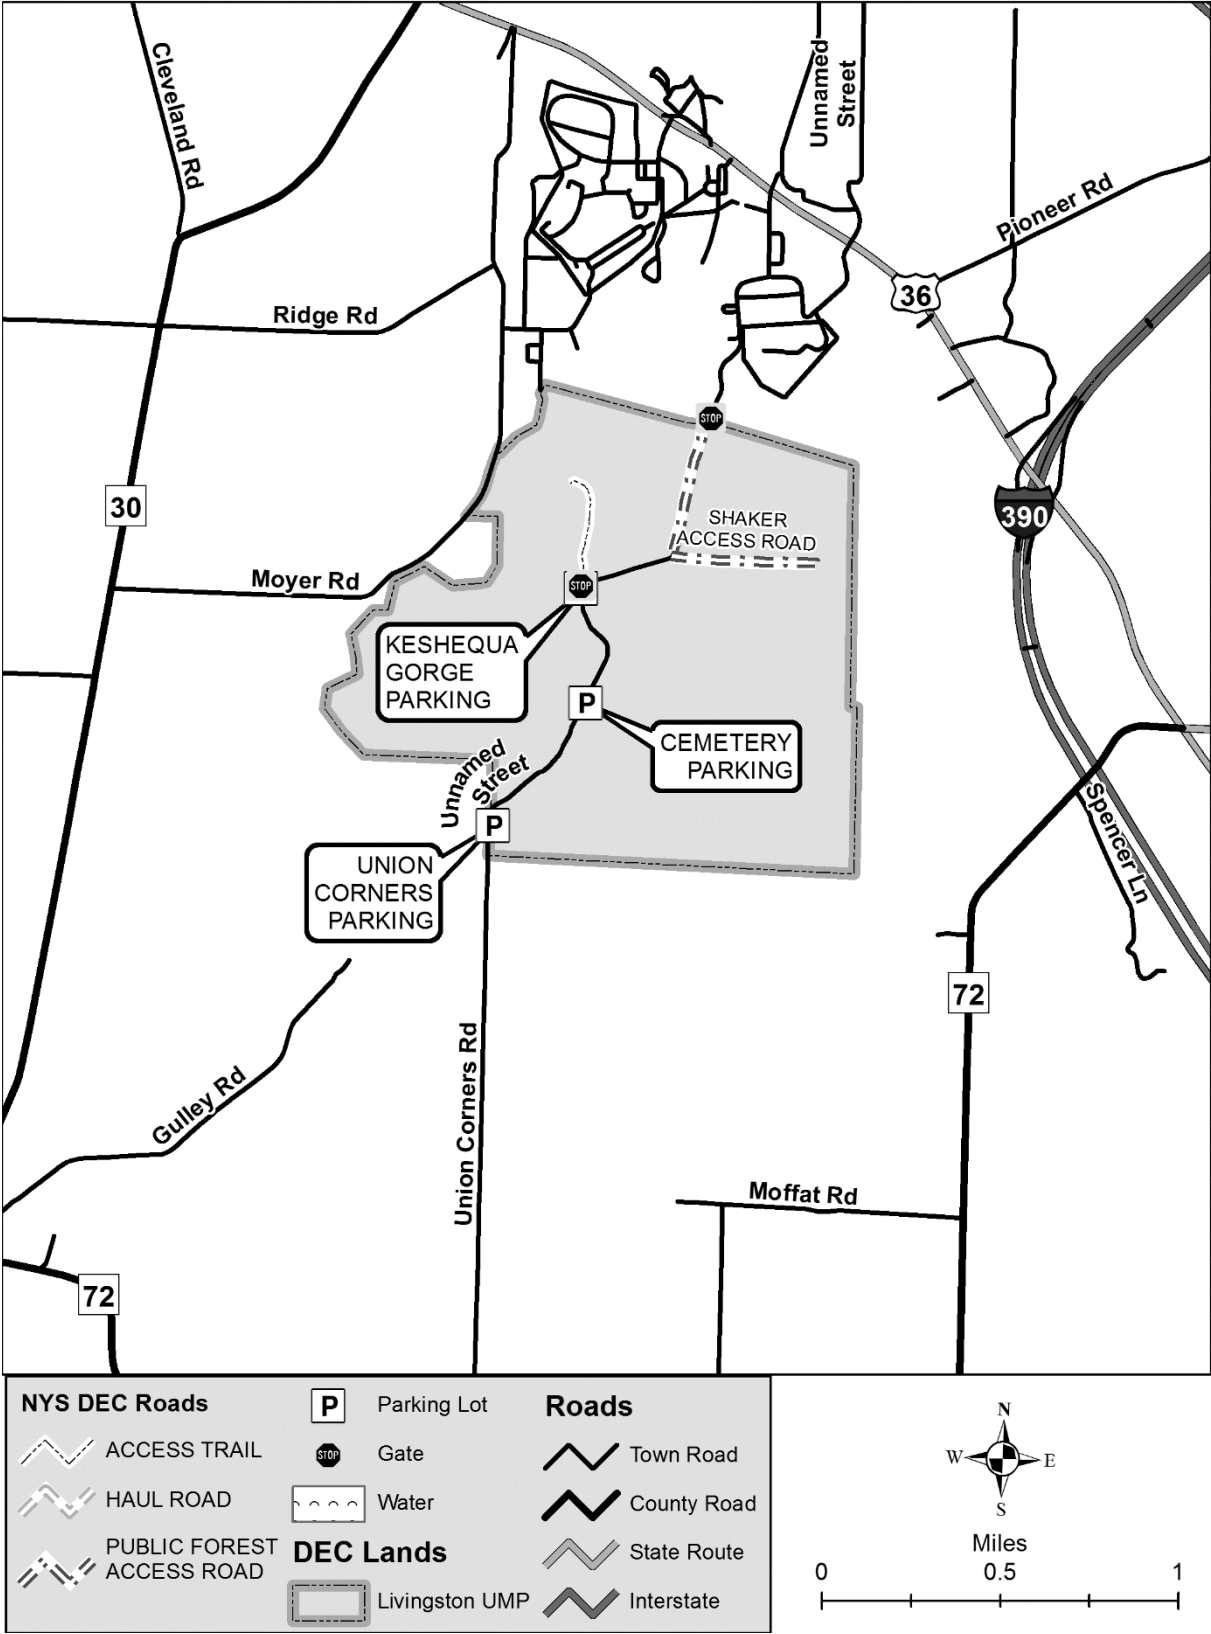 Cleveland Rd
Unnamed
Street
Pioneer Rd
36
Ridge Rd
STOP
30
390
SHAKER
ACCESS ROAD
Moyer Rd
STOP
KESHEQUA
GORGE
PARKING
P
CEMETERY
PARKING
Unnamed
Street
P
Spencer Ln
UNION
CORNERS
PARKING
72
Gulley Rd
Union Corners Rd
Moffat Rd
72
NYS DEC Roads
ACCESS TRAIL
HAUL ROAD
PUBLIC FOREST
ACCESS ROAD
P
Parking Lot
STOP
Gate
Water
DEC Lands
Livingston UMP
Roads
Town Road
County Road
State Route
Interstate
N
W
E
S
Miles
0
0.5
1